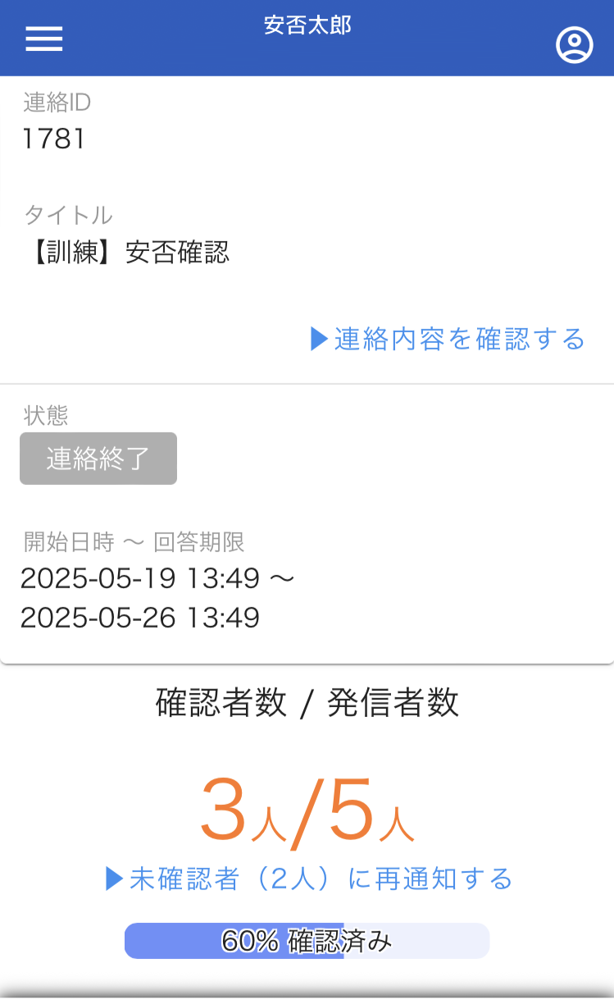 安否太郎
連絡ID
1781
タイトル
【訓練】安否確認
▶連絡内容を確認する
状態
連絡終了
開始日時 ～ 回答期限
2025-05-19 13:49 ～
2025-05-26 13:49
確認者数 / 発信者数
3人/5人
▶未確認者（2人）に再通知する
60% 確認済み